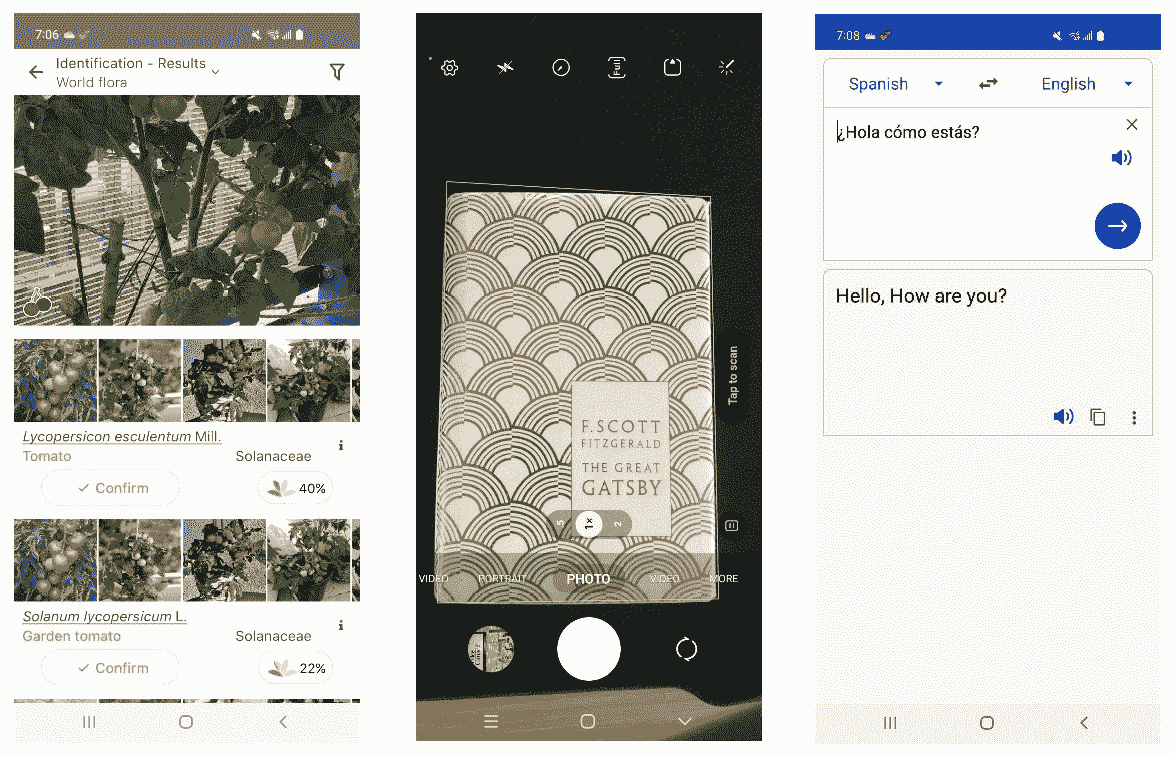 7:06
Identification - Results
World flora
Lycopersicon esculentum Mill.
Tomato
Solanaceae
Confirm
40%
Solanum lycopersicum L.
Garden tomato
Solanaceae
Confirm
22%
Full
Tap to scan
F. SCOTT
FITZGERALD
THE GREAT
GATSBY
.5
1×
2
VIDEO
PORTRAIT
PHOTO
VIDEO
MORE
7:08
Spanish
English
¿Hola cómo estás?
Hello, How are you?